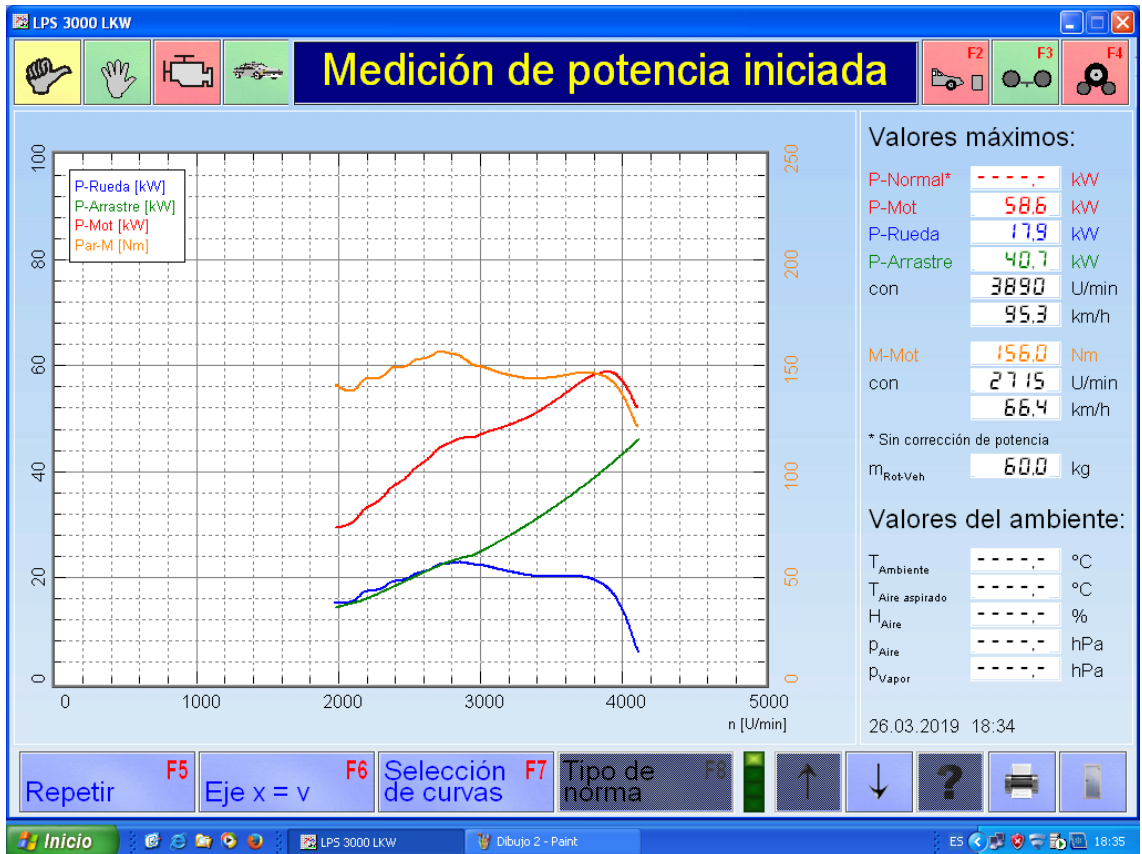 LPS 3000 LKW
Medición de potencia iniciada
F2
F3
F4
100
80
60
40
20
0
P-Rueda [kW]
P-Arrastre [kW]
P-Mot [kW]
Par-M [Nm]
250
200
150
100
50
0
0 1000 2000 3000 4000 5000
n [U/min]
Valores máximos:
P-Normal* ----,- kW
P-Mot 58,6 kW
P-Rueda 17,9 kW
P-Arrastre 40,7 kW
con 3890 U/min
95,3 km/h
M-Mot 156,0 Nm
con 2715 U/min
66,4 km/h
* Sin corrección de potencia
mRot-Veh 60,0 kg
Valores del ambiente:
TAmbiente ----,- °C
TAire aspirado ----,- °C
HAire ----,- %
pAire ----,- hPa
pVapor ----,- hPa
26.03.2019 18:34
Repetir F5
Eje x = v F6
Selección F7
de curvas
Tipo de F8
norma
?
Inicio
LPS 3000 LKW
Dibujo 2 - Paint
ES
18:35